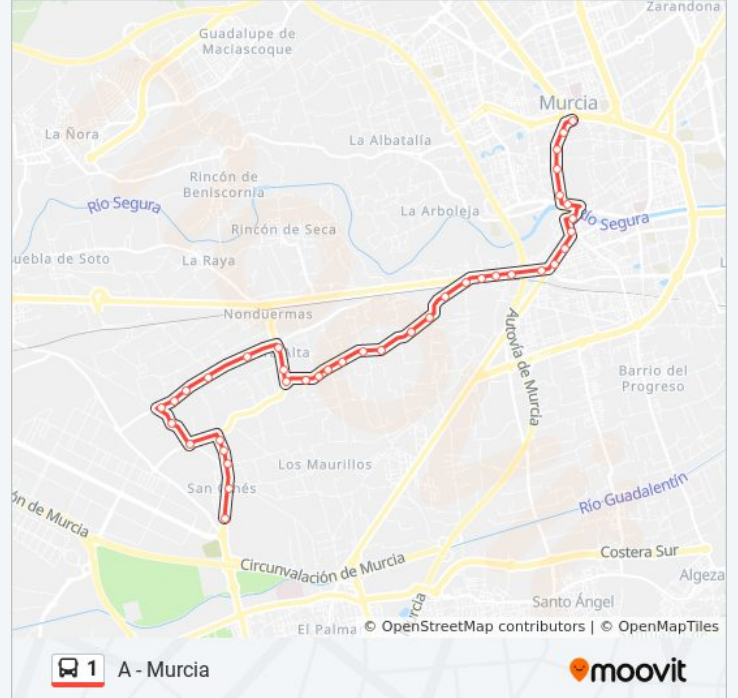 Zarandona
Guadalupe de
Maciascoque
Murcia
La Ñora
La Albatalía
Rincón de
Beniscornia
Río Segura
La Arboleja
do Segura
Rincón de Seca
uebla de Soto
La Raya
Nonduermas
Alta
Autovía de Murcia
Barrio del
Progreso
Los Maurillos
San Ginés
Río Guadalentín
ón de Murcia
Circunvalación de Murcia
Costera Sur
Algeza
Santo Ángel
El Palma
urcia
© OpenStreetMap contributors | © OpenMapTiles
1 A - Murcia
moovit